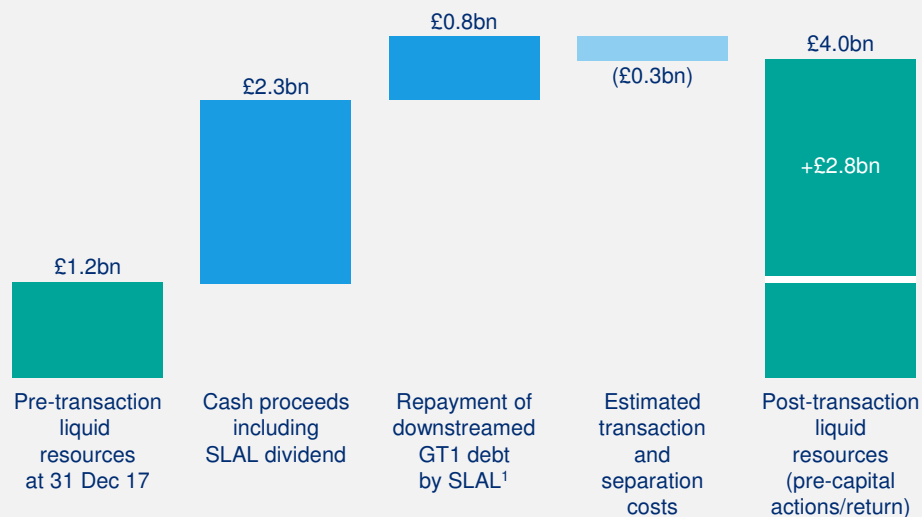 £0.8bn
£4.0bn
(£0.3bn)
£2.3bn
+£2.8bn
£1.2bn
Pre-transaction
liquid
resources
at 31 Dec 17
Cash proceeds
including
SLAL dividend
Repayment of
downstreamed
GT1 debt
by SLAL¹
Estimated
transaction
and
separation
costs
Post-transaction
liquid
resources
(pre-capital
actions/return)